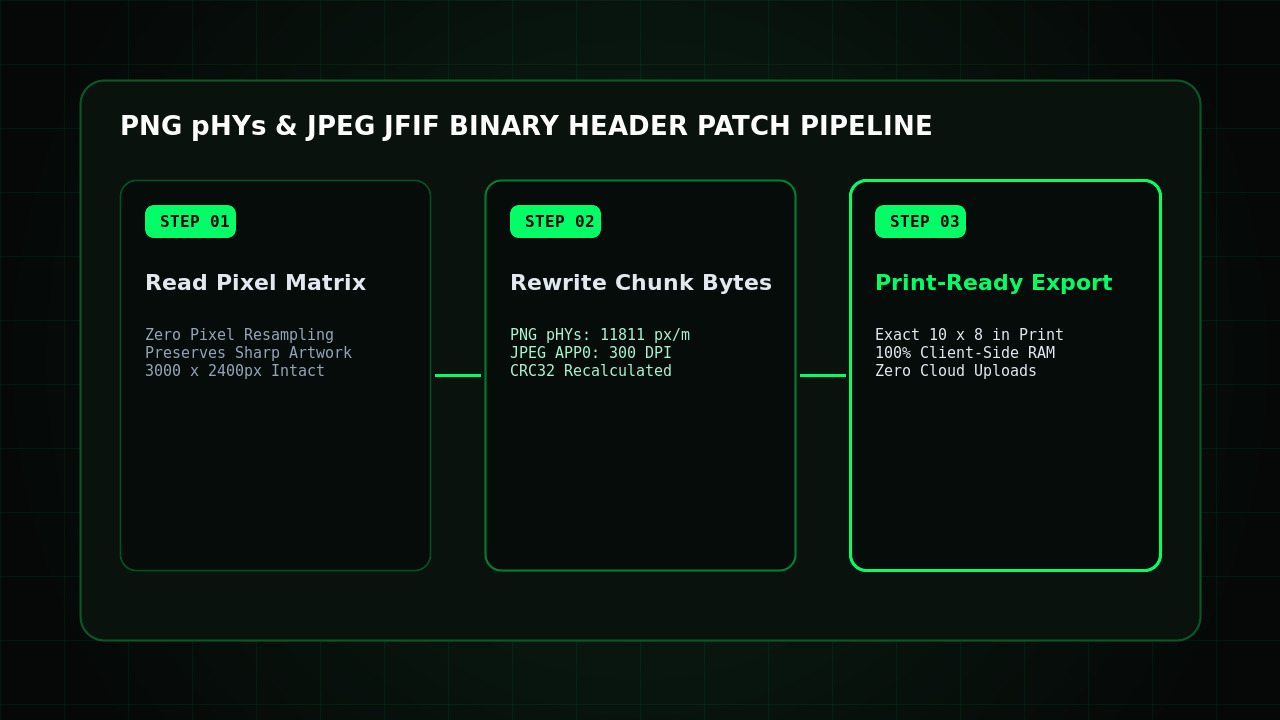 PNG pHYs & JPEG JFIF BINARY HEADER PATCH PIPELINE
STEP 01
Read Pixel Matrix
Zero Pixel Resampling
Preserves Sharp Artwork
3000 x 2400px Intact
STEP 02
Rewrite Chunk Bytes
PNG pHYs: 11811 px/m
JPEG APP0: 300 DPI
CRC32 Recalculated
STEP 03
Print-Ready Export
Exact 10 x 8 in Print
100% Client-Side RAM
Zero Cloud Uploads